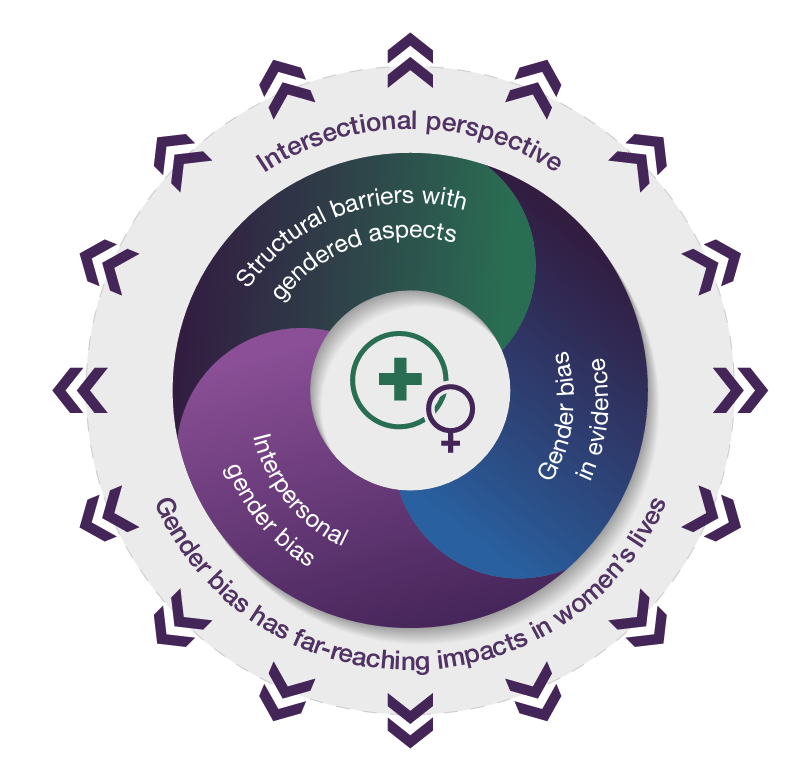 Intersectional perspective
Structural barriers with
gendered aspects
Gender bias
in evidence
Interpersonal
gender bias
Gender bias has far-reaching impacts in women’s lives